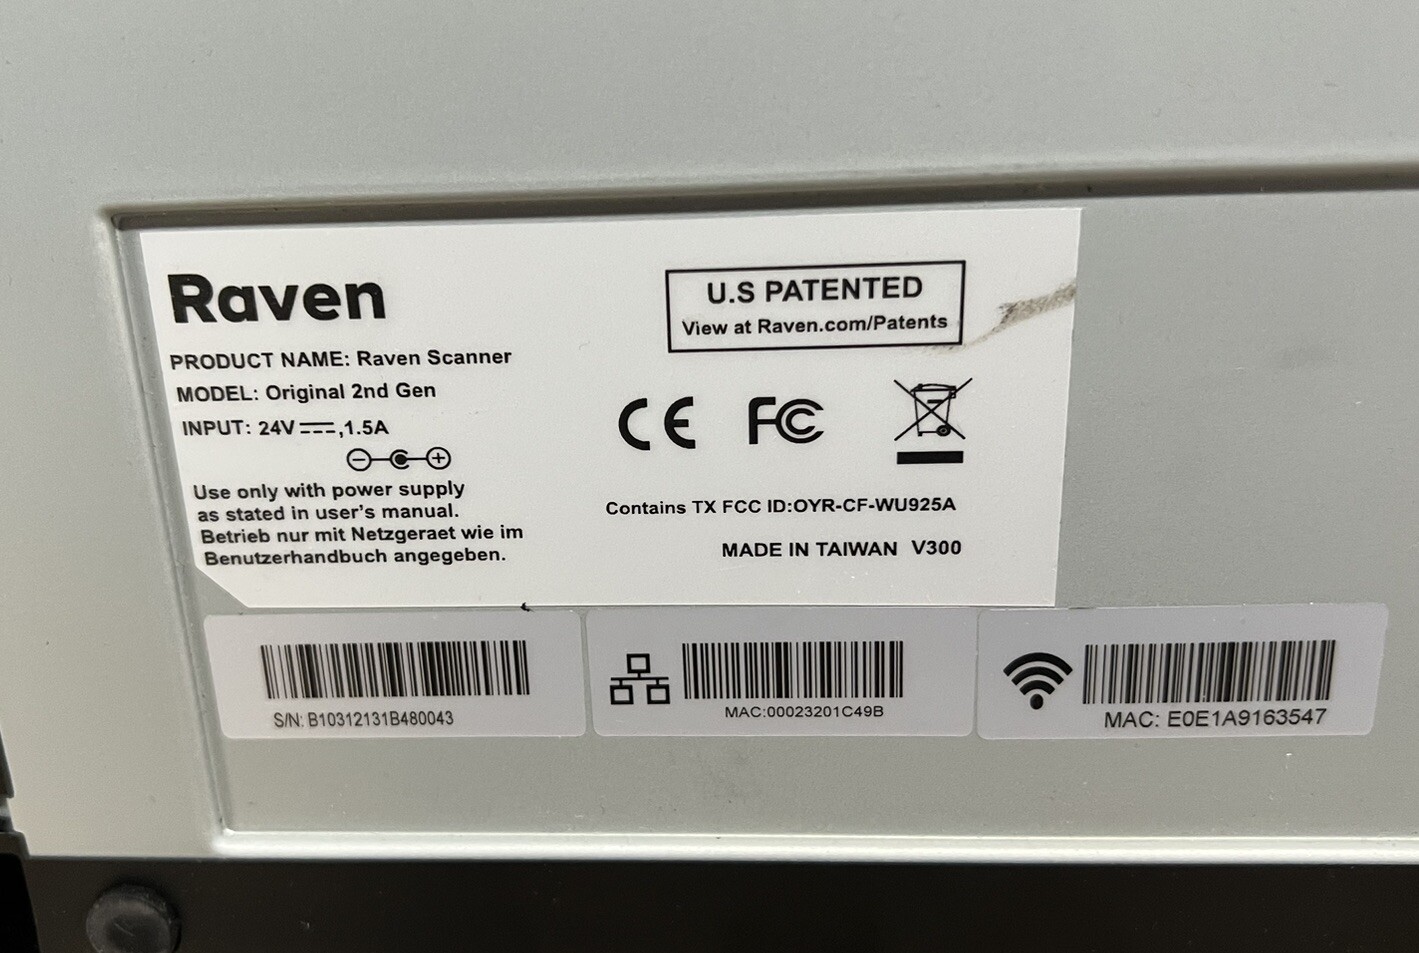 Raven
PRODUCT NAME: Raven Scanner
MODEL: Original 2nd Gen
INPUT: 24V⎓,1.5A
Use only with power supply
as stated in user's manual.
Betrieb nur mit Netzgeraet wie im
Benutzerhandbuch angegeben.
U.S PATENTED
View at Raven.com/Patents
CE FC
Contains TX FCC ID:OYR-CF-WU925A
MADE IN TAIWAN V300
S/N: B10312131B480043
MAC:00023201C49B
MAC: E0E1A9163547